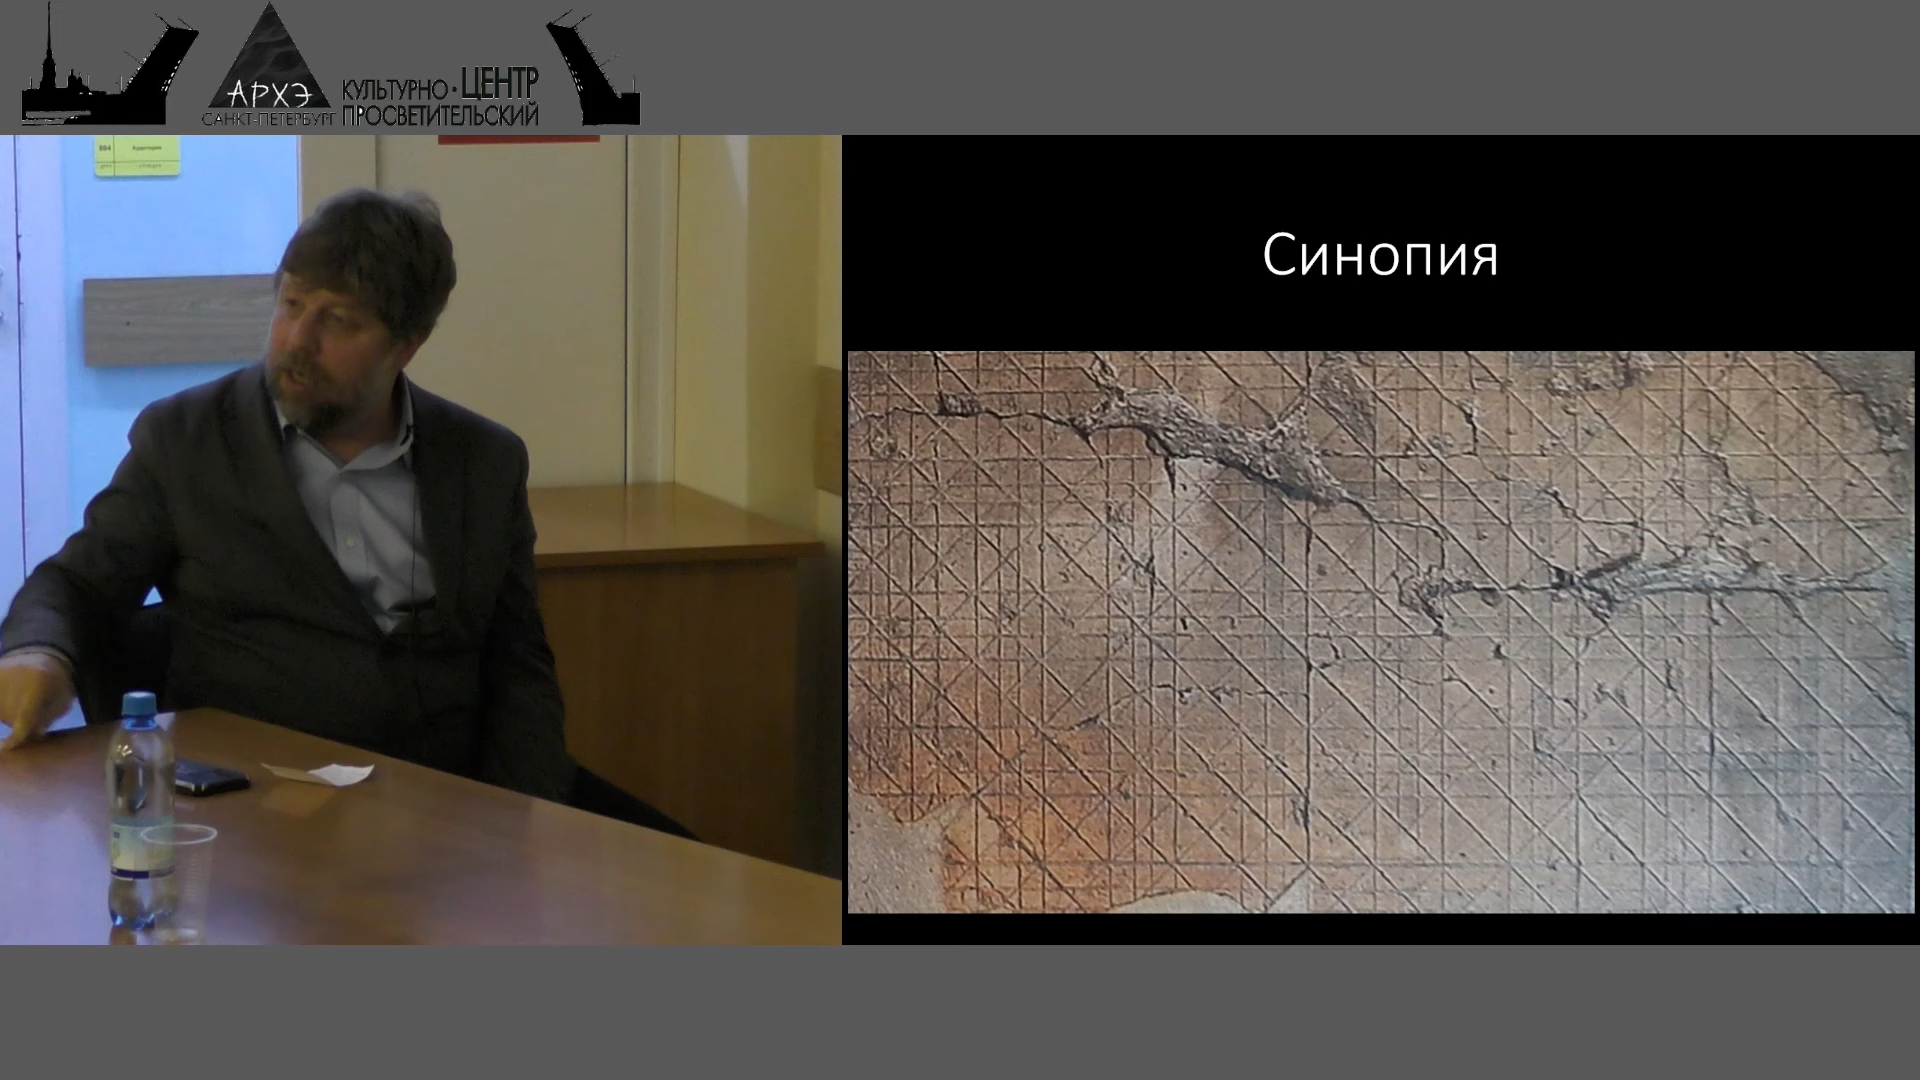 АРХЭ
САНКТ-ПЕТЕРБУРГ
КУЛЬТУРНО-ЦЕНТР
ПРОСВЕТИТЕЛЬСКИЙ
Синопия